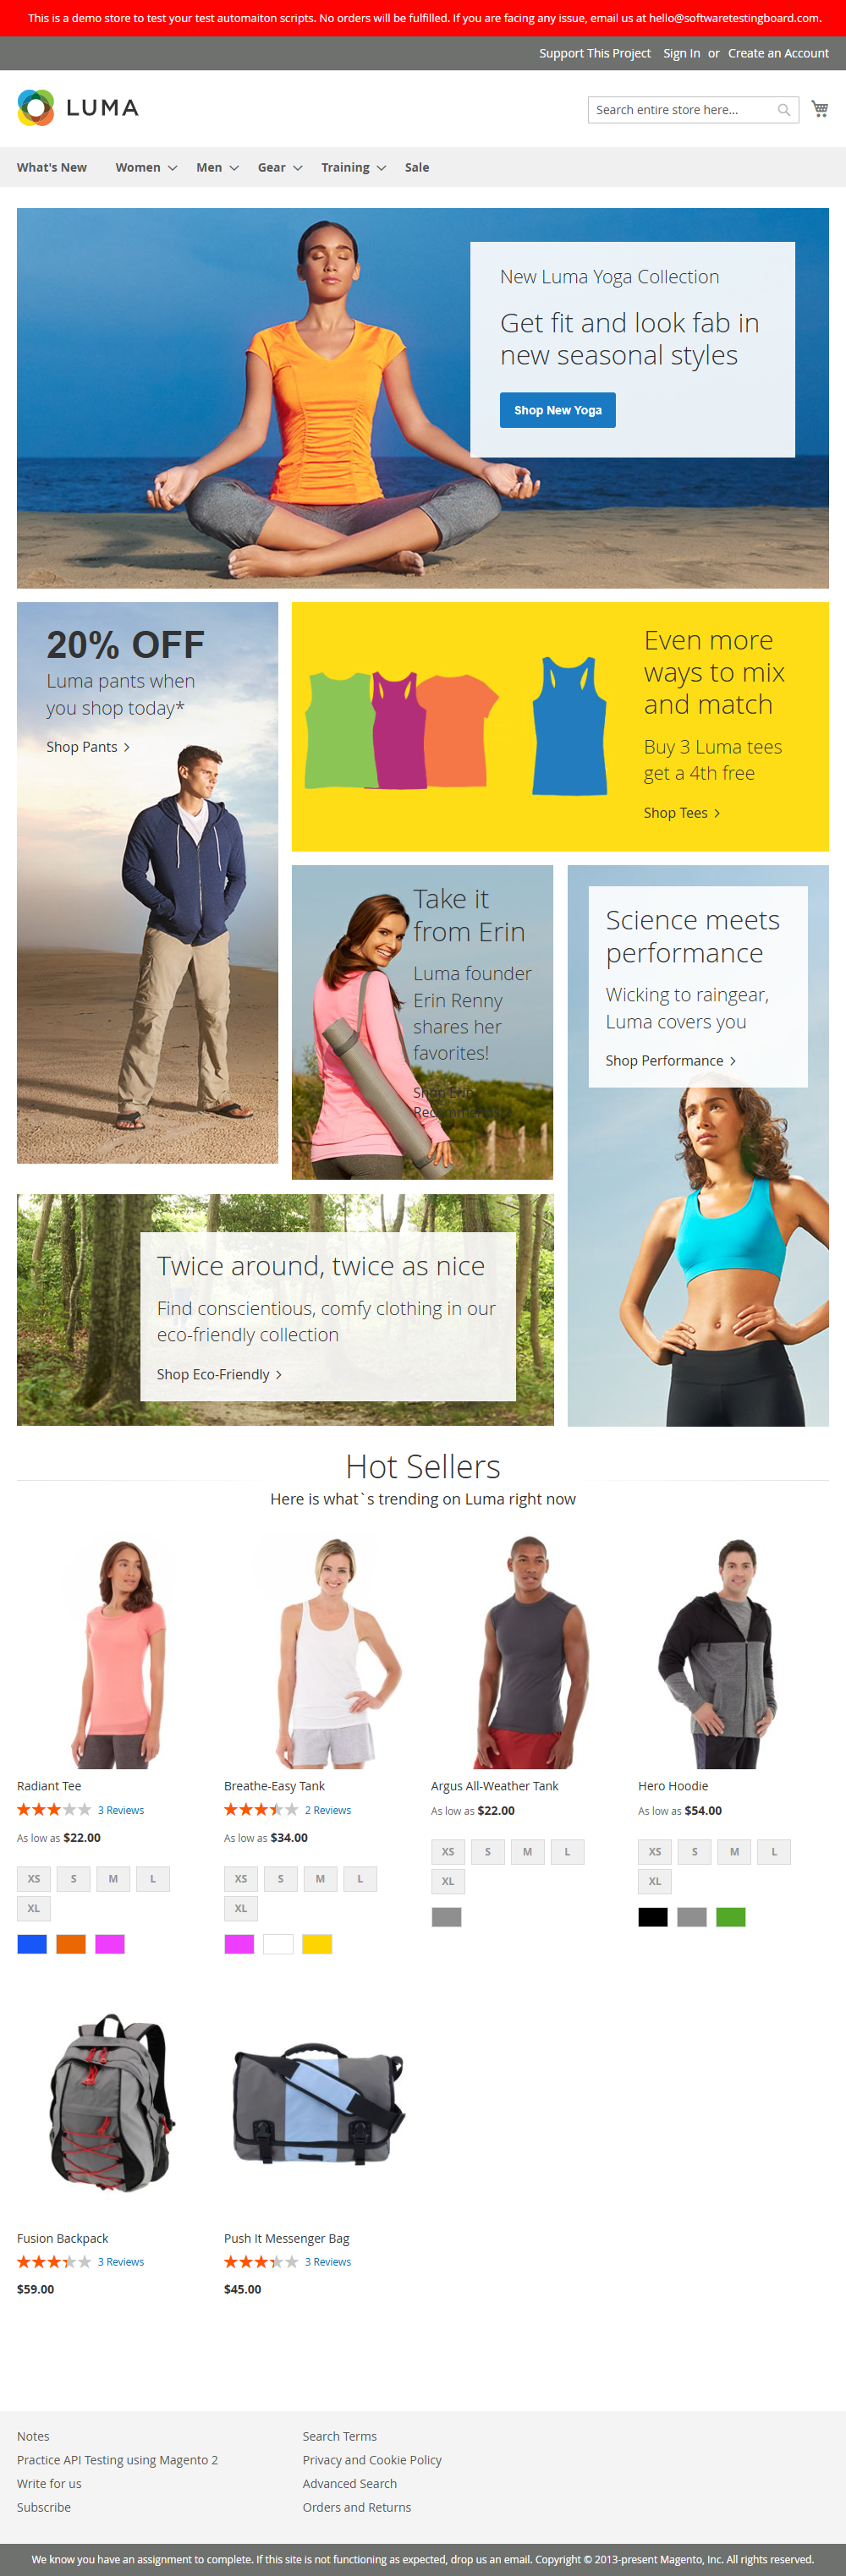 This is a demo store to test your test automaiton scripts. No orders will be fulfilled. If you are facing any issue, email us at hello@softwaretestingboard.com.
Support This Project Sign In or Create an Account
LUMA
Search entire store here...
What's New Women Men Gear Training Sale
New Luma Yoga Collection
Get fit and look fab in
new seasonal styles
Shop New Yoga
20% OFF
Luma pants when
you shop today*
Shop Pants
Even more
ways to mix
and match
Buy 3 Luma tees
get a 4th free
Shop Tees
Take it
from Erin
Luma founder
Erin Renny
shares her
favorites!
Shop Erin
Science meets
performance
Wicking to raingear,
Luma covers you
Shop Performance
Twice around, twice as nice
Find conscientious, comfy clothing in our
eco-friendly collection
Shop Eco-Friendly
Hot Sellers
Here is what`s trending on Luma right now
Radiant Tee
3 Reviews
As low as $22.00
XS S M L
XL
Breathe-Easy Tank
2 Reviews
As low as $34.00
XS S M L
XL
Argus All-Weather Tank
As low as $22.00
XS S M L
XL
Hero Hoodie
As low as $54.00
XS S M L
XL
Fusion Backpack
3 Reviews
$59.00
Push It Messenger Bag
3 Reviews
$45.00
Notes
Practice API Testing using Magento 2
Write for us
Subscribe
Search Terms
Privacy and Cookie Policy
Advanced Search
Orders and Returns
We know you have an assignment to complete. If this site is not functioning as expected, drop us an email. Copyright © 2013-present Magento, Inc. All rights reserved.